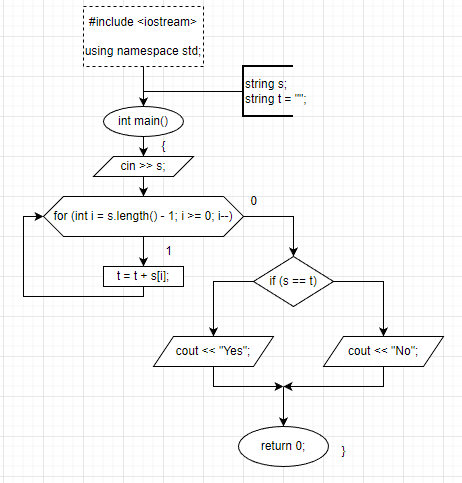 #include <iostream>
using namespace std;
string s;
string t = "";
int main()
{
cin >> s;
for (int i = s.length() - 1; i >= 0; i--)
0
1
t = t + s[i];
if (s == t)
cout << "Yes";
cout << "No";
return 0;
}